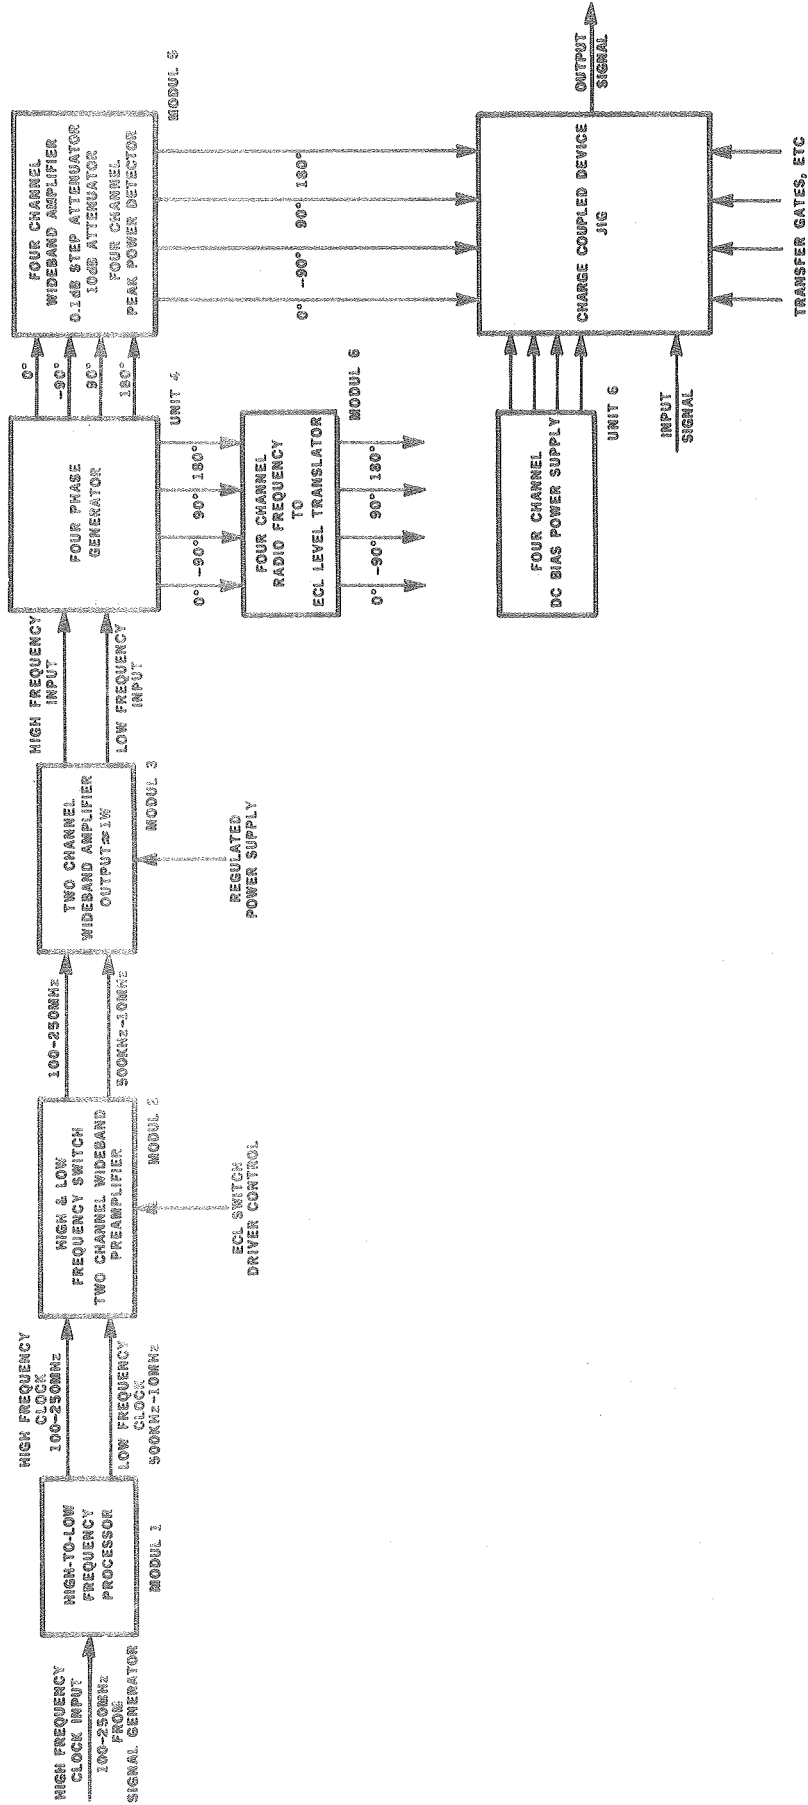 HIGH FREQUENCY
CLOCK INPUT
100-250MHz
FROM
SIGNAL GENERATOR
HIGH-TO-LOW
FREQUENCY
PROCESSOR
MODUL 1
HIGH FREQUENCY
CLOCK
100-250MHz
LOW FREQUENCY
CLOCK
500KHz-10MHz
HIGH & LOW
FREQUENCY SWITCH
TWO CHANNEL WIDEBAND
PREAMPLIFIER
MODUL 2
ECL SWITCH
DRIVER CONTROL
100-250MHz
500KHz-10MHz
TWO CHANNEL
WIDEBAND AMPLIFIER
OUTPUT≈1W
MODUL 3
REGULATED
POWER SUPPLY
HIGH FREQUENCY
INPUT
LOW FREQUENCY
INPUT
FOUR PHASE
GENERATOR
UNIT 4
0°
-90°
90°
180°
FOUR CHANNEL
WIDEBAND AMPLIFIER
0.1dB STEP ATTENUATOR
10dB ATTENUATOR
FOUR CHANNEL
PEAK POWER DETECTOR
MODUL 5
0° -90° 90° 180°
FOUR CHANNEL
RADIO FREQUENCY
TO
ECL LEVEL TRANSLATOR
MODUL 6
0° -90° 90° 180°
0° -90° 90° 180°
FOUR CHANNEL
DC BIAS POWER SUPPLY
UNIT 6
INPUT
SIGNAL
CHARGE COUPLED DEVICE
JIG
OUTPUT
SIGNAL
TRANSFER GATES, ETC